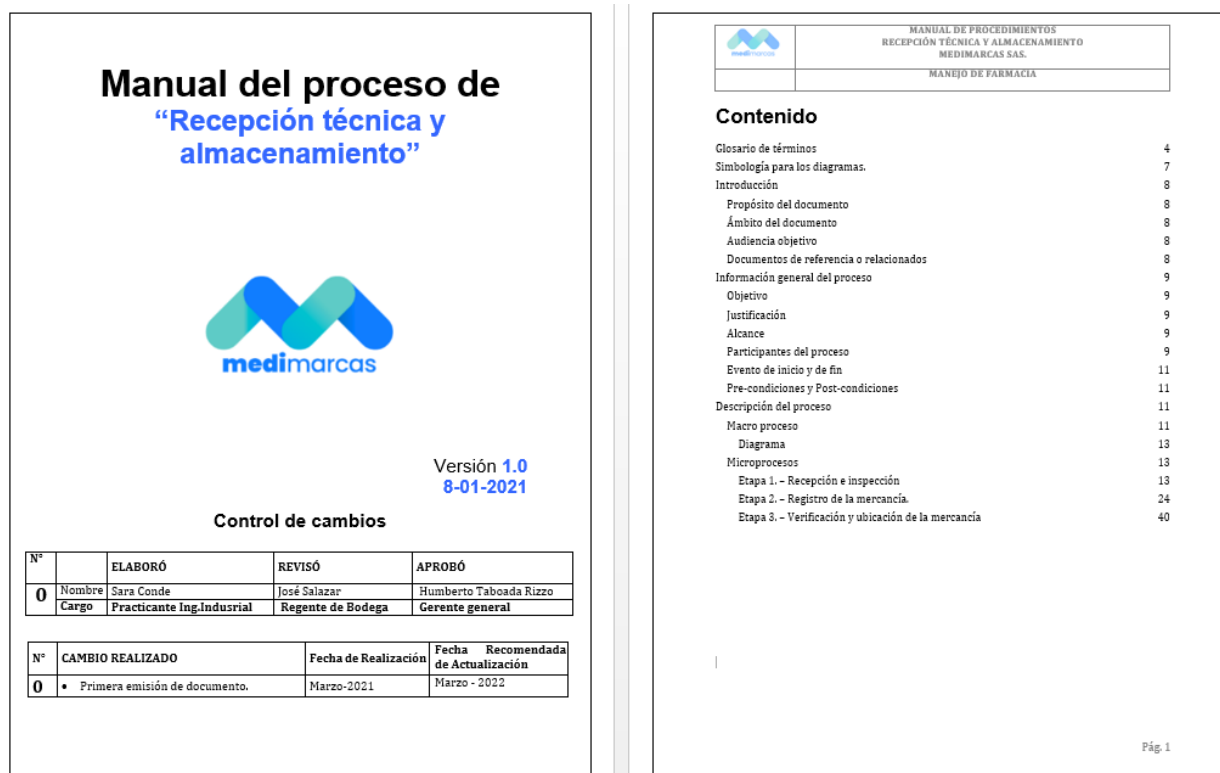 Manual del proceso de
“Recepción técnica y
almacenamiento”
medimarcas
Versión 1.0
8-01-2021
Control de cambios
N° ELABORÓ REVISÓ APROBÓ
0 Nombre Sara Conde José Salazar Humberto Taboada Rizzo
Cargo Practicante Ing.Indusrial Regente de Bodega Gerente general
N° CAMBIO REALIZADO Fecha de Realización Fecha Recomendada
de Actualización
0 • Primera emisión de documento. Marzo-2021 Marzo - 2022
medimarcas
MANUAL DE PROCEDIMIENTOS
RECEPCIÓN TÉCNICA Y ALMACENAMIENTO
MEDIMARCAS SAS.
MANEJO DE FARMACIA
Contenido
Glosario de términos 4
Simbología para los diagramas. 7
Introducción 8
Propósito del documento 8
Ámbito del documento 8
Audiencia objetivo 8
Documentos de referencia o relacionados 8
Información general del proceso 9
Objetivo 9
Justificación 9
Alcance 9
Participantes del proceso 9
Evento de inicio y de fin 11
Pre-condiciones y Post-condiciones 11
Descripción del proceso 11
Macro proceso 11
Diagrama 13
Microprocesos 13
Etapa 1. – Recepción e inspección 13
Etapa 2. – Registro de la mercancía. 24
Etapa 3. – Verificación y ubicación de la mercancía 40
Pág. 1